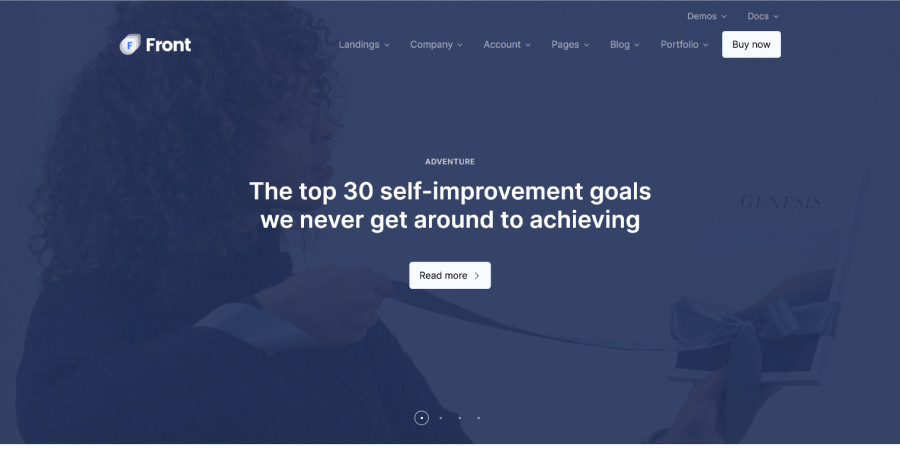 Demos
Docs
F Front
Landings
Company
Account
Pages
Blog
Portfolio
Buy now
ADVENTURE
The top 30 self-improvement goals
we never get around to achieving
GENESIS
Read more